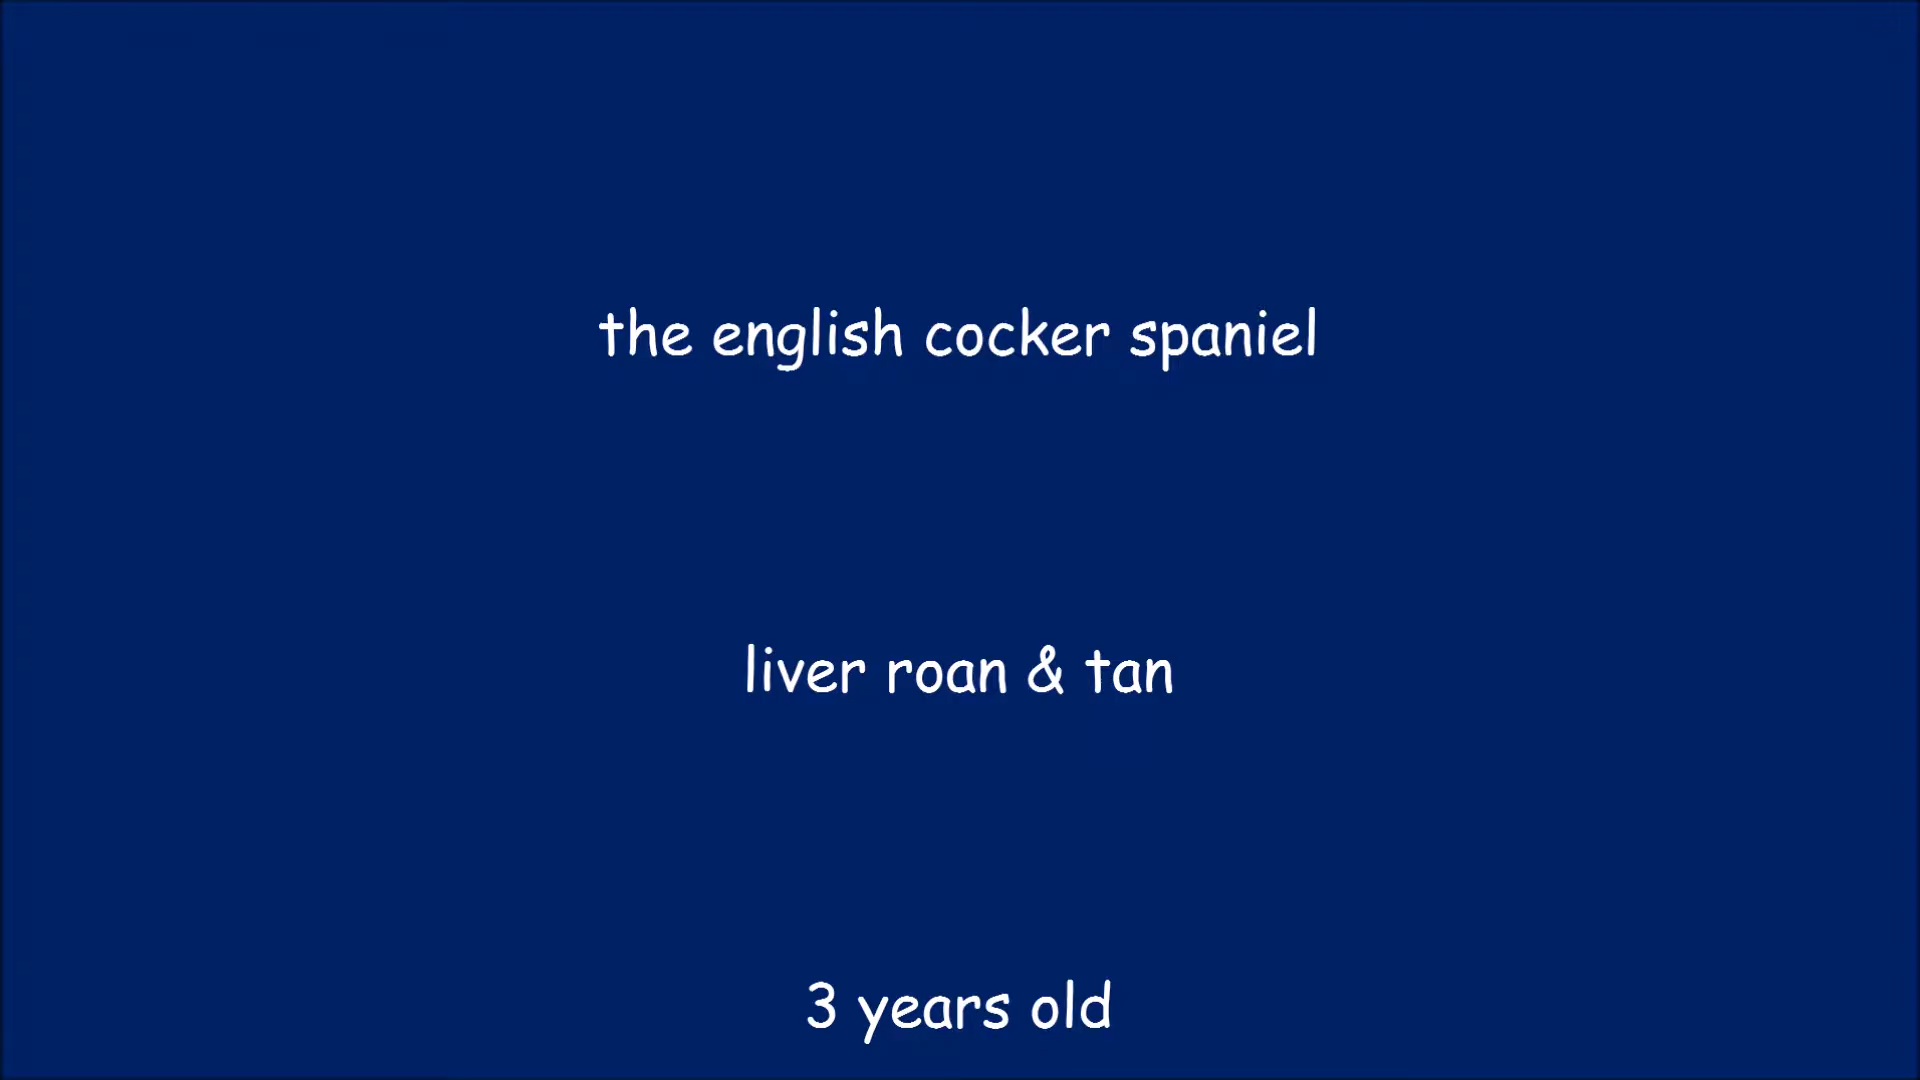 the english cocker spaniel
liver roan & tan
3 years old